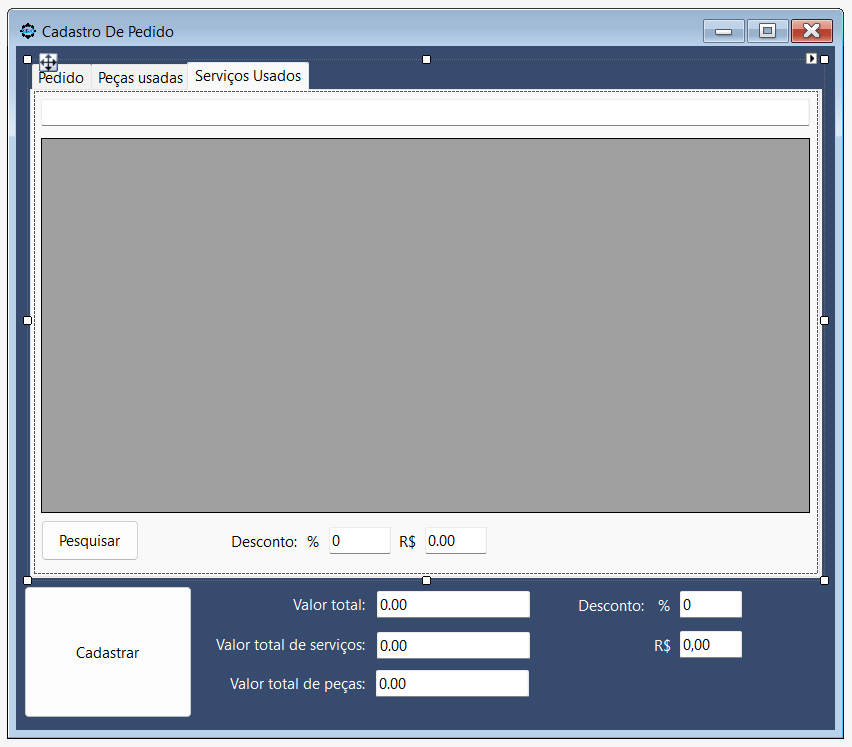 Cadastro De Pedido
Pedido Peças usadas Serviços Usados
Pesquisar Desconto: % 0 R$ 0.00
Valor total: 0.00 Desconto: % 0
Cadastrar Valor total de serviços: 0.00 R$ 0,00
Valor total de peças: 0.00